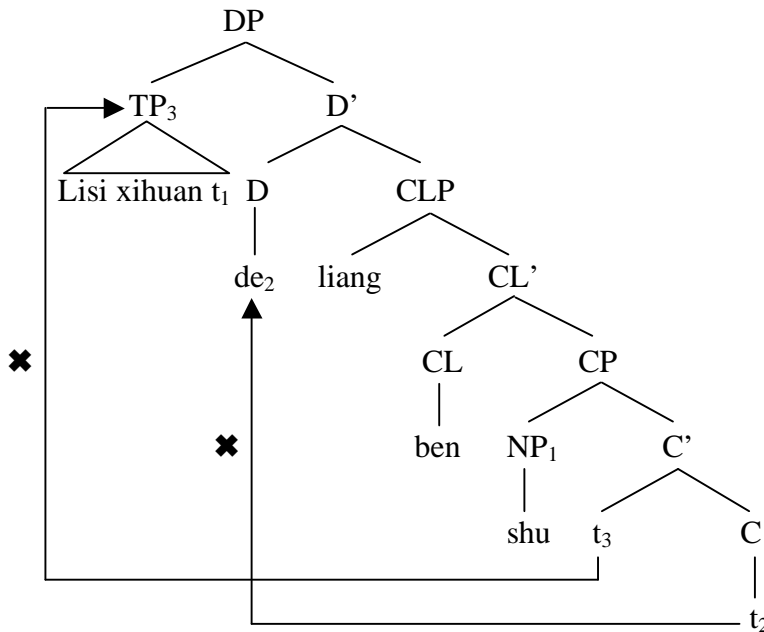 DP
TP₃ D’
Lisi xihuan t₁ D CLP
de₂ liang CL’
✖ CL CP
✖ ben NP₁ C’
shu t₃ C
t₂